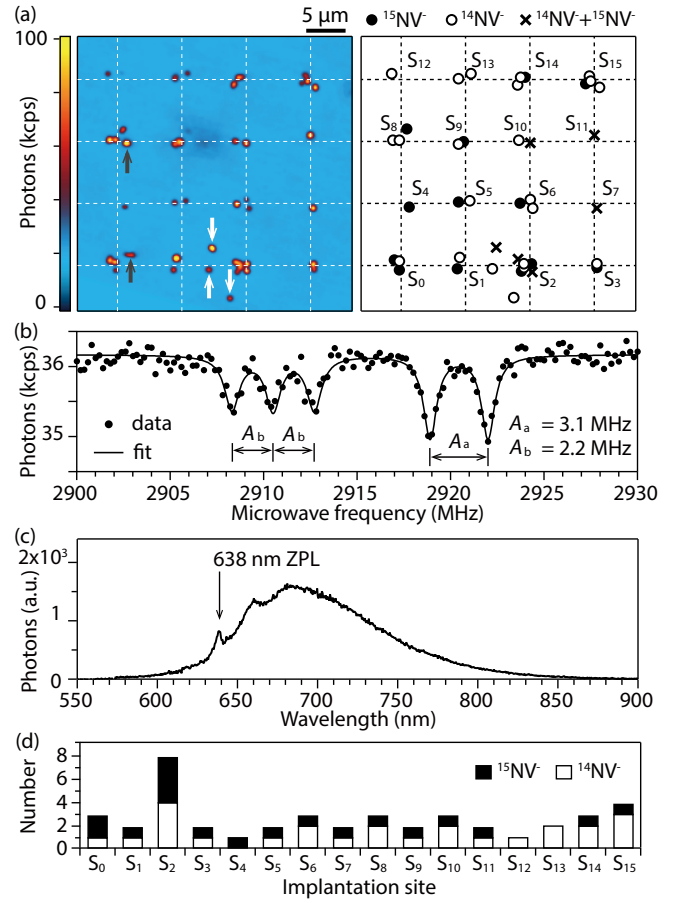 (a)
5 μm
● ¹⁵NV⁻ ○ ¹⁴NV⁻ × ¹⁴NV⁻+¹⁵NV⁻
100
Photons (kcps)
0
S₁₂ S₁₃ S₁₄ S₁₅
S₈ S₉ S₁₀ S₁₁
S₄ S₅ S₆ S₇
S₀ S₁ S₂ S₃
(b)
Photons (kcps)
36
35
data
fit
A_b A_b A_a
A_a = 3.1 MHz
A_b = 2.2 MHz
2900 2905 2910 2915 2920 2925 2930
Microwave frequency (MHz)
(c)
Photons (a.u.)
2x10³
1
0
638 nm ZPL
550 600 650 700 750 800 850 900
Wavelength (nm)
(d)
Number
8
6
4
2
0
¹⁵NV⁻ ¹⁴NV⁻
S₀ S₁ S₂ S₃ S₄ S₅ S₆ S₇ S₈ S₉ S₁₀ S₁₁ S₁₂ S₁₃ S₁₄ S₁₅
Implantation site